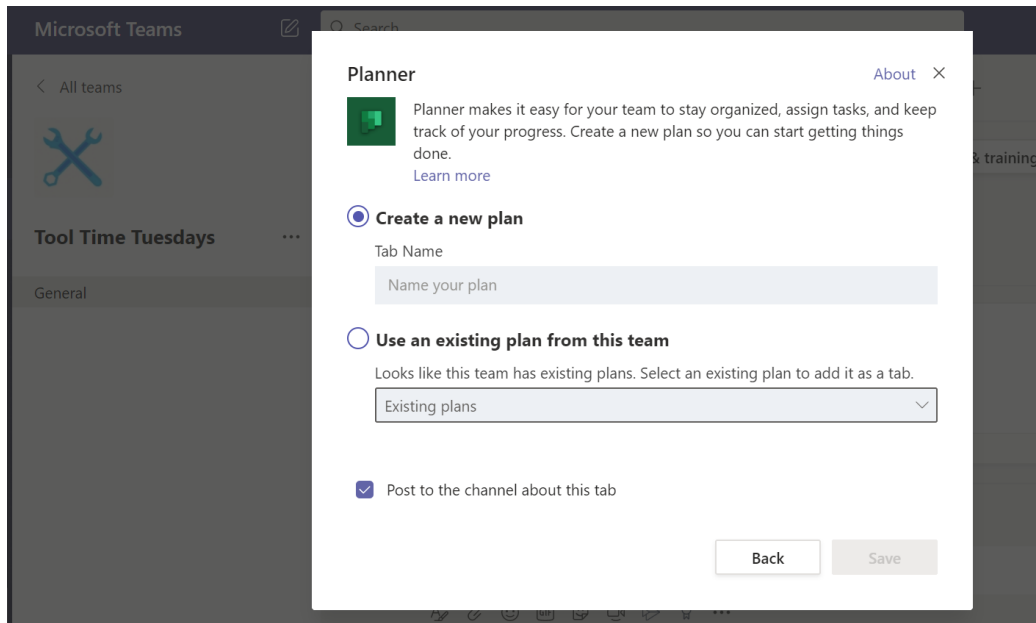 Microsoft Teams
Search
All teams
Tool Time Tuesdays
General
Planner
About
Planner makes it easy for your team to stay organized, assign tasks, and keep
track of your progress. Create a new plan so you can start getting things
done.
Learn more
Create a new plan
Tab Name
Name your plan
Use an existing plan from this team
Looks like this team has existing plans. Select an existing plan to add it as a tab.
Existing plans
Post to the channel about this tab
Back
Save
& training
GIF